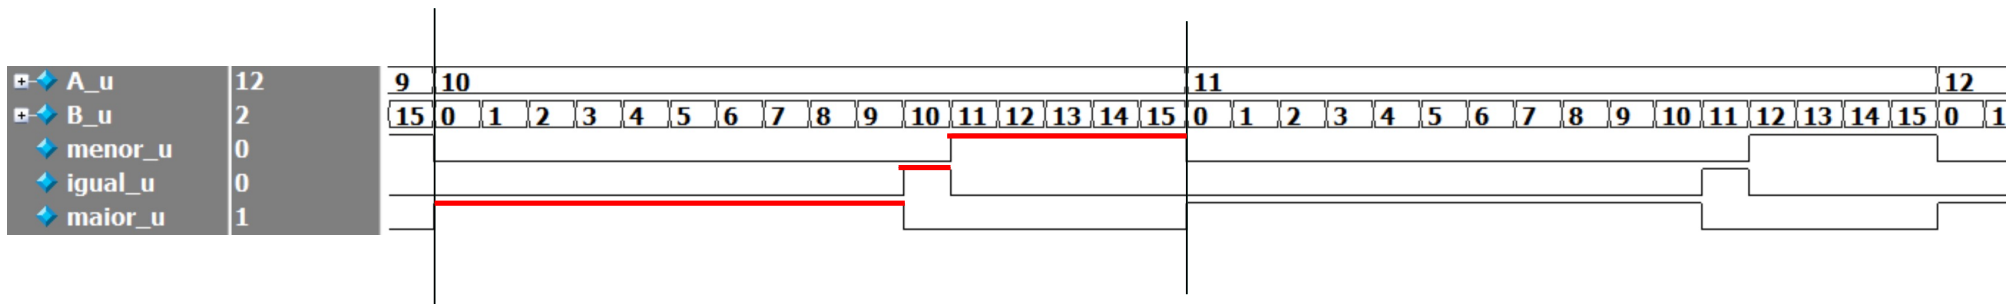 A_u 12 9 10 11 12
B_u 2 15 0 1 2 3 4 5 6 7 8 9 10 11 12 13 14 15 0 1 2 3 4 5 6 7 8 9 10 11 12 13 14 15 0 1
menor_u 0
igual_u 0
maior_u 1